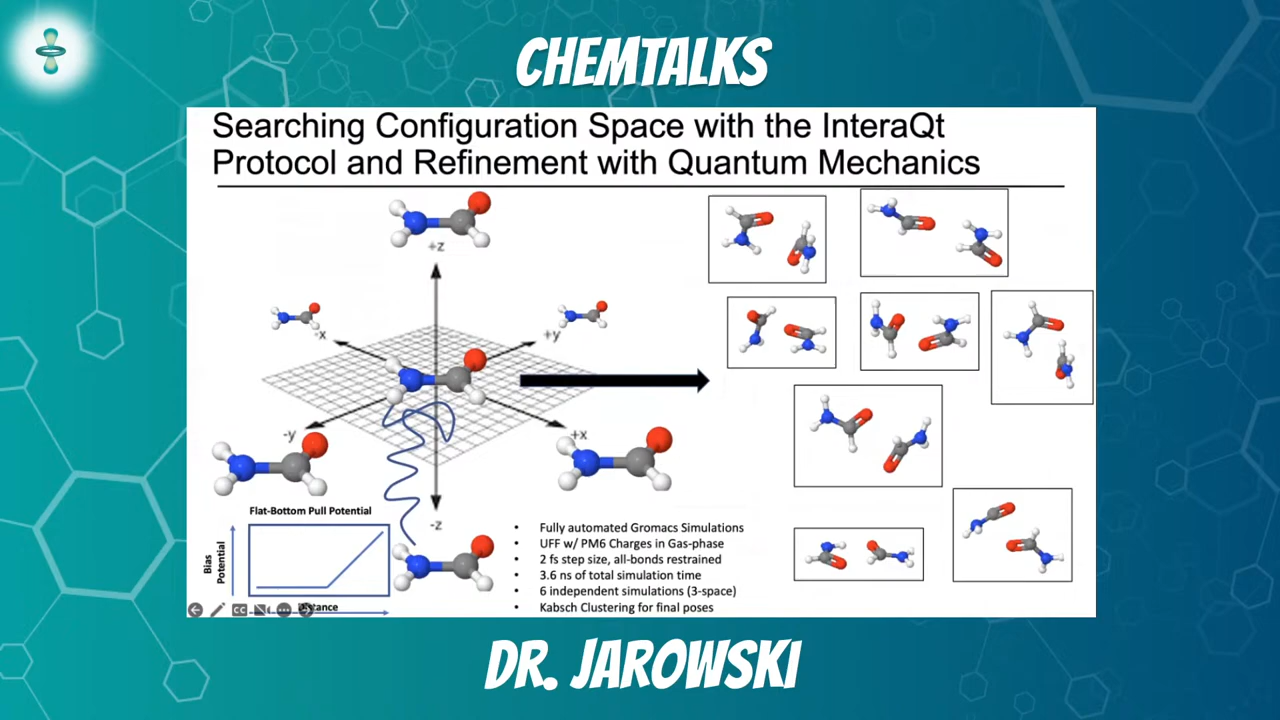 CHEMTALKS
Searching Configuration Space with the InteraQt
Protocol and Refinement with Quantum Mechanics
+z
-x
+y
-y
+x
-z
Flat-Bottom Pull Potential
Bias
Potential
• Fully automated Gromacs Simulations
• UFF w/ PM6 Charges in Gas-phase
• 2 fs step size, all-bonds restrained
• 3.6 ns of total simulation time
• 6 independent simulations (3-space)
• Kabsch Clustering for final poses
CC
DR. JAROWSKI